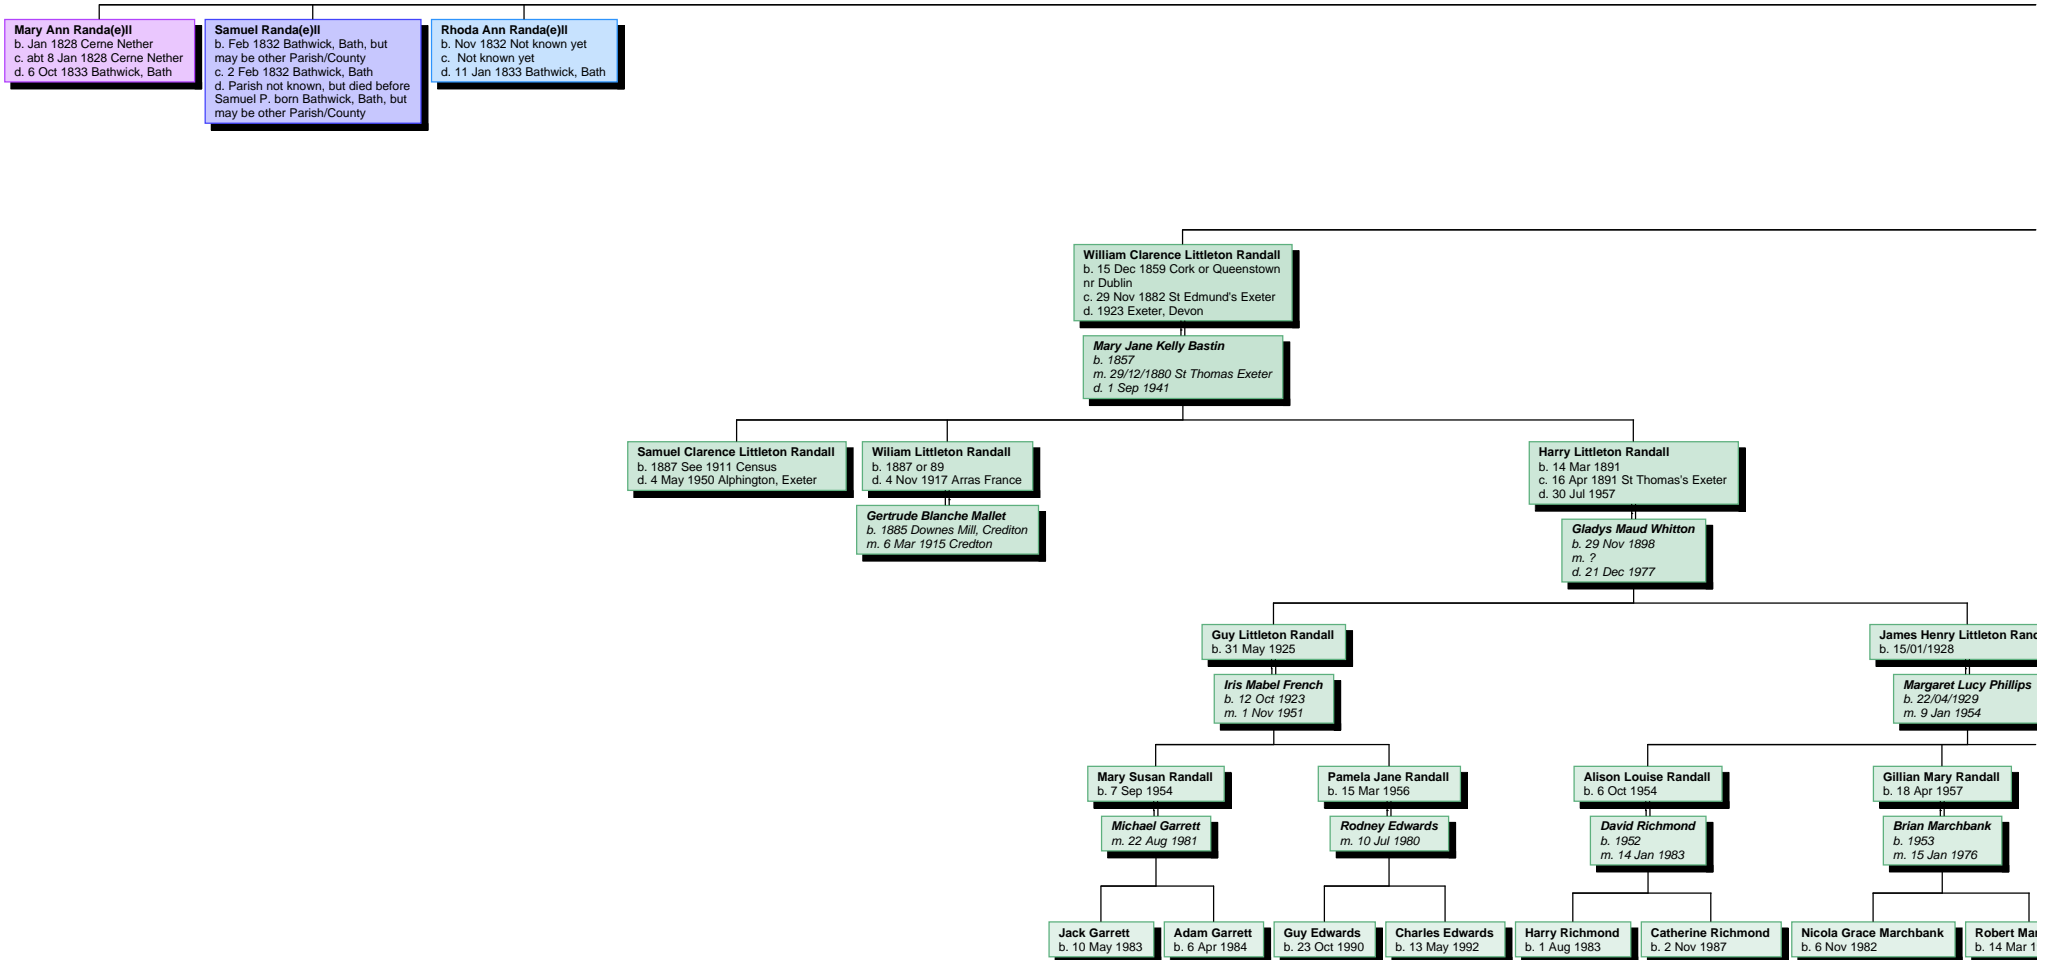 Mary Ann Randa(e)ll
b. Jan 1828 Cerne Nether
c. abt 8 Jan 1828 Cerne Nether
d. 6 Oct 1833 Bathwick, Bath
Samuel Randa(e)ll
b. Feb 1832 Bathwick, Bath, but
may be other Parish/County
c. 2 Feb 1832 Bathwick, Bath
d. Parish not known, but died before
Samuel P. born Bathwick, Bath, but
may be other Parish/County
Rhoda Ann Randa(e)ll
b. Nov 1832 Not known yet
c.  Not known yet
d. 11 Jan 1833 Bathwick, Bath
William Clarence Littleton Randall
b. 15 Dec 1859 Cork or Queenstown
nr Dublin
c. 29 Nov 1882 St Edmund's Exeter
d. 1923 Exeter, Devon
Mary Jane Kelly Bastin
b. 1857
m. 29/12/1880 St Thomas Exeter
d. 1 Sep 1941
Samuel Clarence Littleton Randall
b. 1887 See 1911 Census
d. 4 May 1950 Alphington, Exeter
Wiliam Littleton Randall
b. 1887 or 89
d. 4 Nov 1917 Arras France
Gertrude Blanche Mallet
b. 1885 Downes Mill, Crediton
m. 6 Mar 1915 Credton
Harry Littleton Randall
b. 14 Mar 1891
c. 16 Apr 1891 St Thomas's Exeter
d. 30 Jul 1957
Gladys Maud Whitton
b. 29 Nov 1898
m. ?
d. 21 Dec 1977
Guy Littleton Randall
b. 31 May 1925
Iris Mabel French
b. 12 Oct 1923
m. 1 Nov 1951
James Henry Littleton
b. 15/01/1928
Margaret Lucy Phillips
b. 22/04/1929
m. 9 Jan 1954
Mary Susan Randall
b. 7 Sep 1954
Michael Garrett
m. 22 Aug 1981
Pamela Jane Randall
b. 15 Mar 1956
Rodney Edwards
m. 10 Jul 1980
Alison Louise Randall
b. 6 Oct 1954
David Richmond
b. 1952
m. 14 Jan 1983
Gillian Mary Randall
b. 18 Apr 1957
Brian Marchbank
b. 1953
m. 15 Jan 1976
Jack Garrett
b. 10 May 1983
Adam Garrett
b. 6 Apr 1984
Guy Edwards
b. 23 Oct 1990
Charles Edwards
b. 13 May 1992
Harry Richmond
b. 1 Aug 1983
Catherine Richmond
b. 2 Nov 1987
Nicola Grace Marchbank
b. 6 Nov 1982
Robert
b. 14 Mar